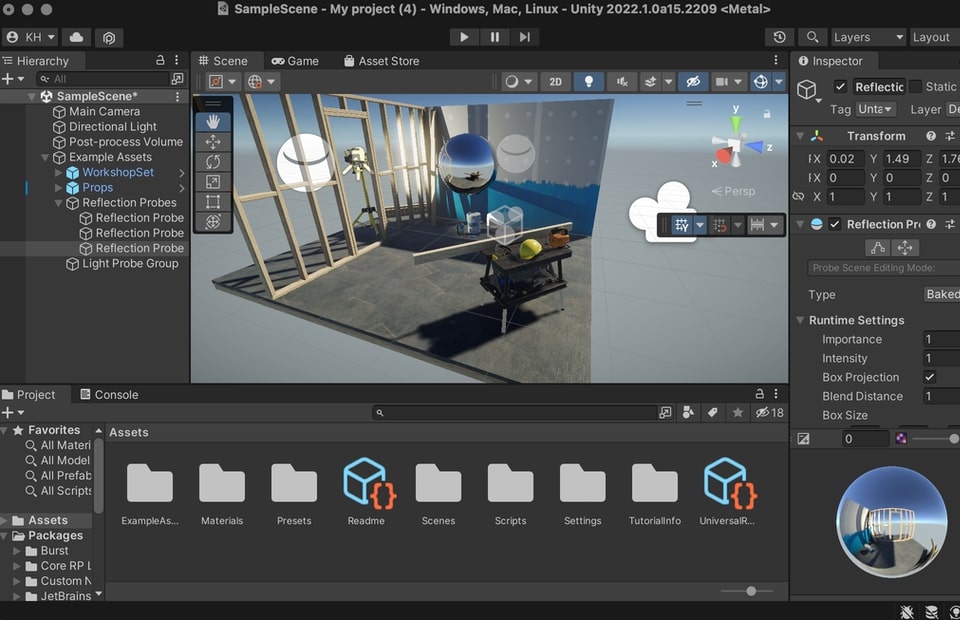 SampleScene - My project (4) - Windows, Mac, Linux - Unity 2022.1.0a15.2209 <Metal>
KH
Layers
Layout
Hierarchy
Scene
Game
Asset Store
Inspector
All
2D
SampleScene*
Main Camera
Directional Light
Post-process Volume
Example Assets
WorkshopSet
Props
Reflection Probes
Reflection Probe
Reflection Probe
Reflection Probe
Light Probe Group
y
z
x
Persp
Y
Reflectic
Static
Tag Unta
Layer De
Transform
X 0.02 Y 1.49 Z 1.76
X 0 Y 0 Z 0
X 1 Y 1 Z 1
Reflection Pr
Probe Scene Editing Mode:
Type Baked
Runtime Settings
Importance 1
Intensity 1
Box Projection
Blend Distance 1
Box Size
0
Project
Console
18
Favorites
All Materi
All Model
All Prefab
All Scripts
Assets
Packages
Burst
Core RP L
Custom N
JetBrains
Assets
ExampleAs...
Materials
Presets
Readme
Scenes
Scripts
Settings
TutorialInfo
UniversalR...